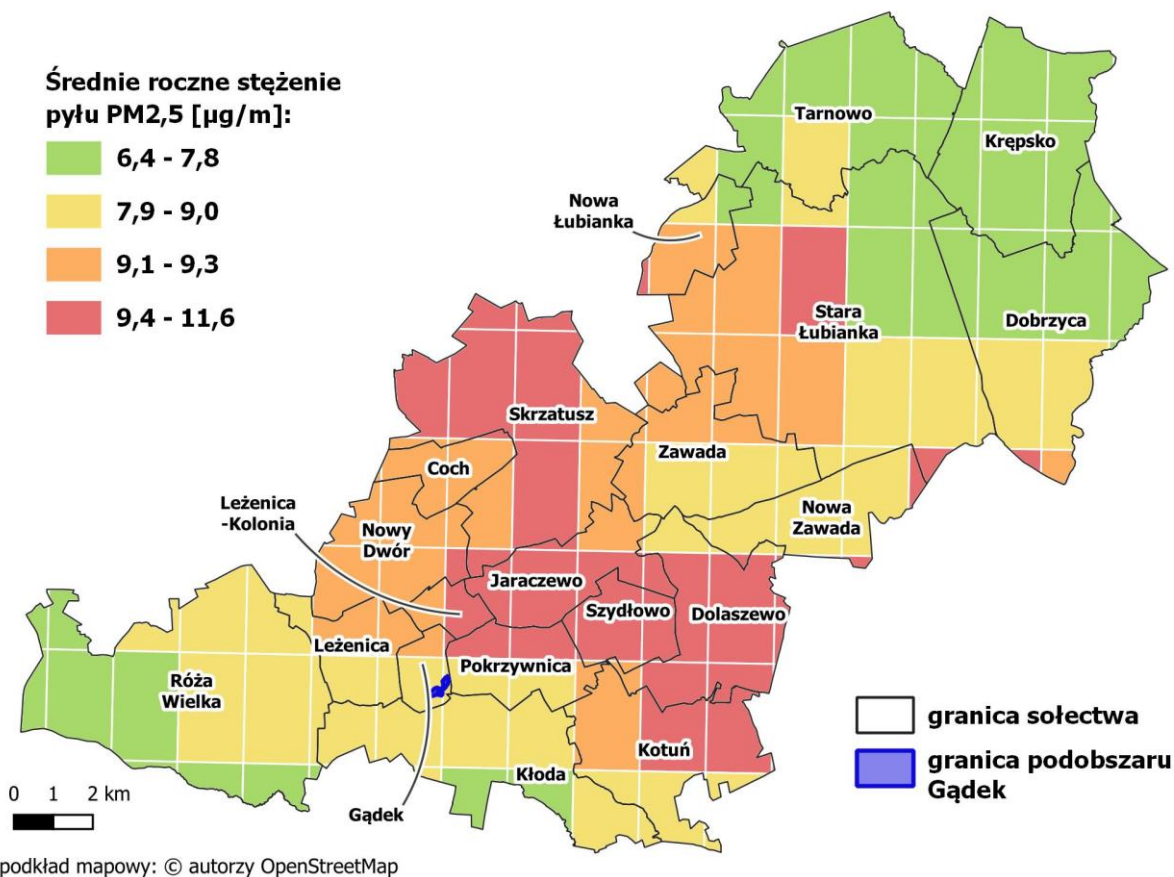 Średnie roczne stężenie
pyłu PM2,5 [µg/m]:
6,4 - 7,8
7,9 - 9,0
9,1 - 9,3
9,4 - 11,6
Tarnowo
Krępsko
Nowa
Łubianka
Stara
Łubianka
Dobrzyca
Skrzatusz
Zawada
Coch
Leżenica
-Kolonia
Nowy
Dwór
Nowa
Zawada
Jaraczewo
Szydłowo
Dolaszewo
Leżenica
Pokrzywnica
Róża
Wielka
Kotuń
Kłoda
Gądek
granica sołectwa
granica podobszaru
Gądek
0 1 2 km
podkład mapowy: © autorzy OpenStreetMap